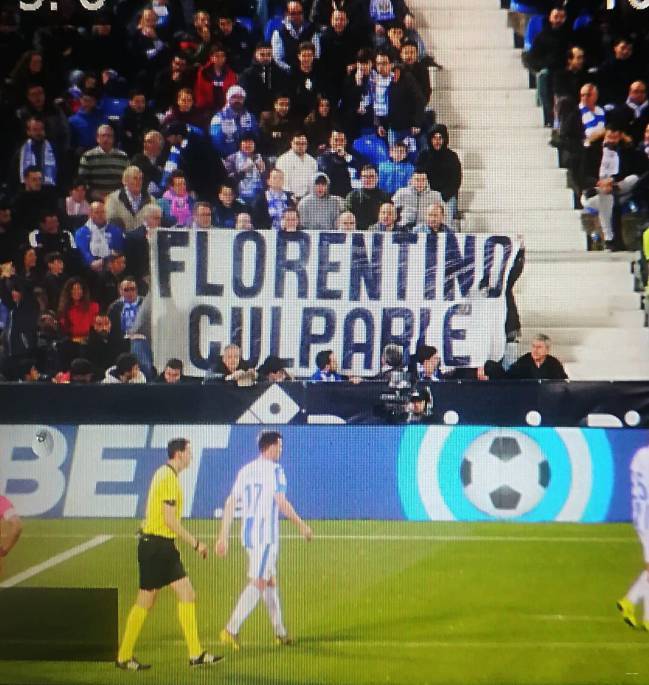 FLORENTINO
CULPABLE
BET.
17